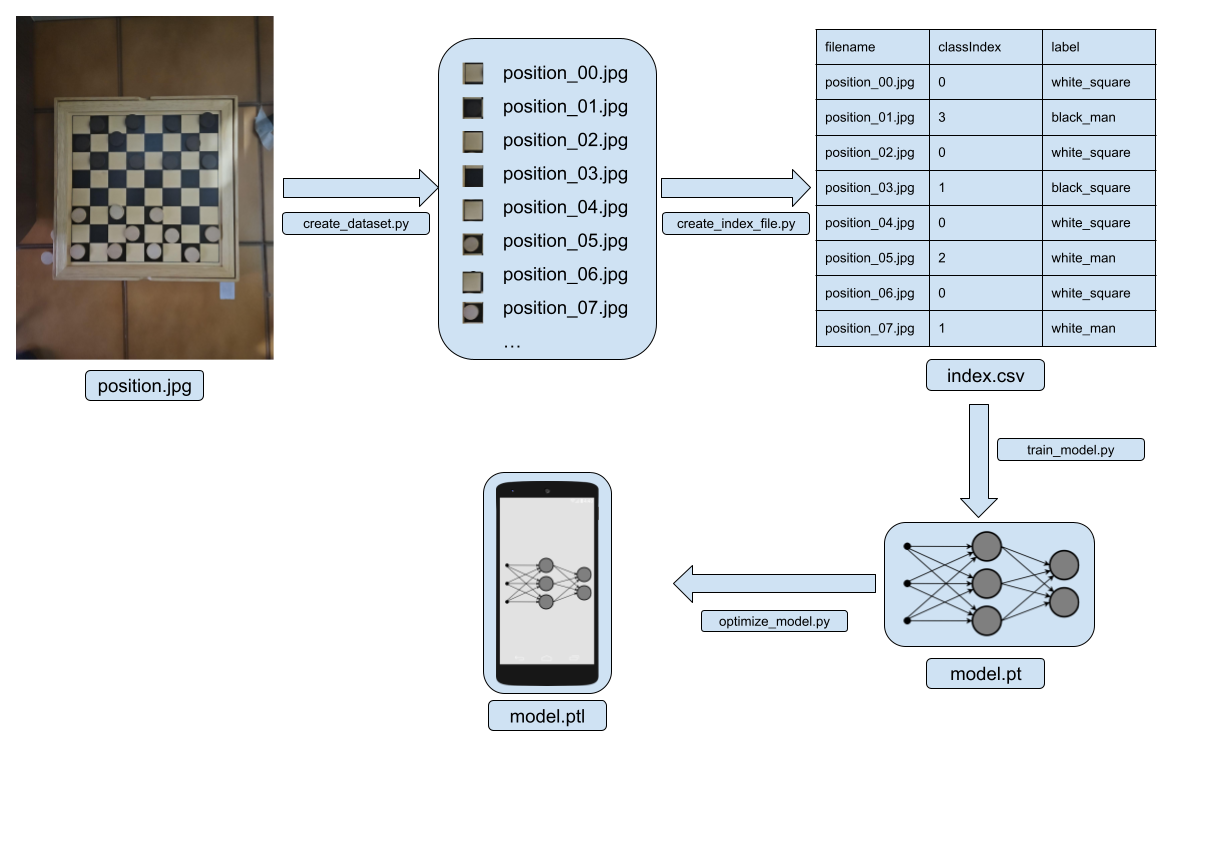 position_00.jpg
position_01.jpg
position_02.jpg
position_03.jpg
position_04.jpg
position_05.jpg
position_06.jpg
position_07.jpg
...
filename classIndex label
position_00.jpg 0 white_square
position_01.jpg 3 black_man
position_02.jpg 0 white_square
position_03.jpg 1 black_square
position_04.jpg 0 white_square
position_05.jpg 2 white_man
position_06.jpg 0 white_square
position_07.jpg 1 white_man
create_dataset.py
create_index_file.py
position.jpg
index.csv
train_model.py
optimize_model.py
model.pt
model.ptl